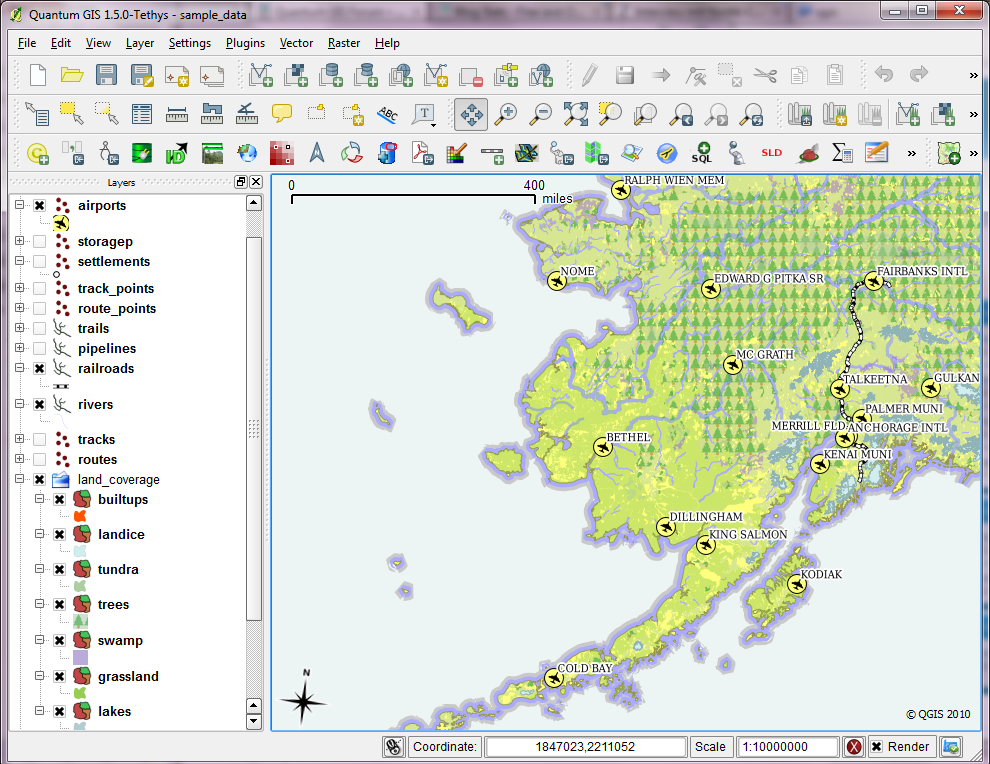 Quantum GIS 1.5.0-Tethys - sample_data
File Edit View Layer Settings Plugins Vector Raster Help
ABC
T
SQL
SLD
Layers
airports
storagep
settlements
track_points
route_points
trails
pipelines
railroads
rivers
tracks
routes
land_coverage
builtups
landice
tundra
trees
swamp
grassland
lakes
0 400
miles
RALPH WIEN MEM
NOME
EDWARD G PITKA SR
FAIRBANKS INTL
MC GRATH
TALKEETNA
GULKAN
PALMER MUNI
MERRILL FLD
ANCHORAGE INTL
BETHEL
KENAI MUNI
DILLINGHAM
KING SALMON
KODIAK
COLD BAY
N
© QGIS 2010
Coordinate: 1847023,2211052 Scale 1:10000000 Render